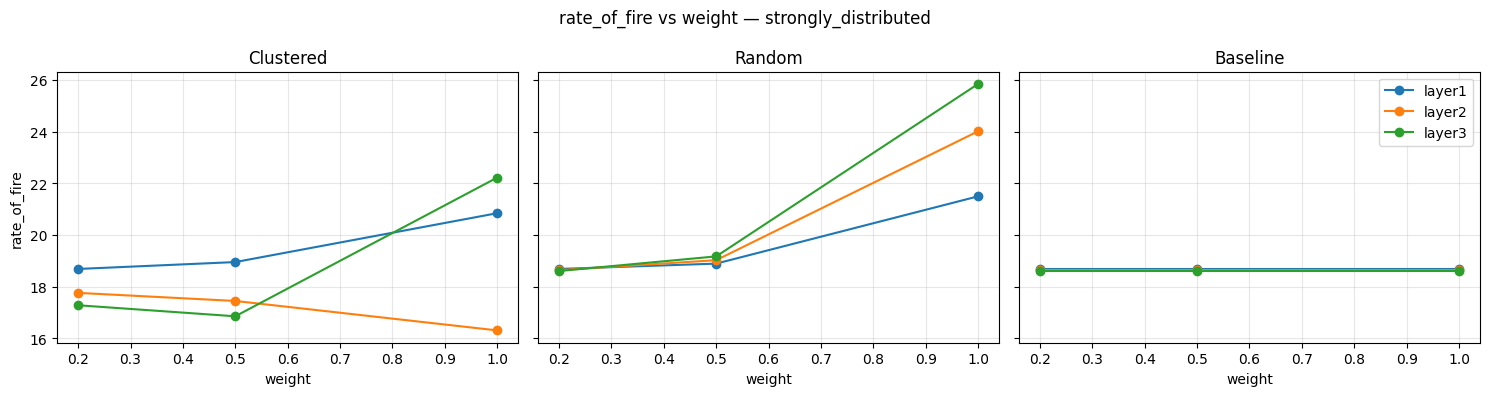 rate_of_fire vs weight — strongly_distributed
Clustered
Random
Baseline
rate_of_fire
26
24
22
20
18
16
layer1
layer2
layer3
0.2 0.3 0.4 0.5 0.6 0.7 0.8 0.9 1.0
0.2 0.3 0.4 0.5 0.6 0.7 0.8 0.9 1.0
0.2 0.3 0.4 0.5 0.6 0.7 0.8 0.9 1.0
weight
weight
weight